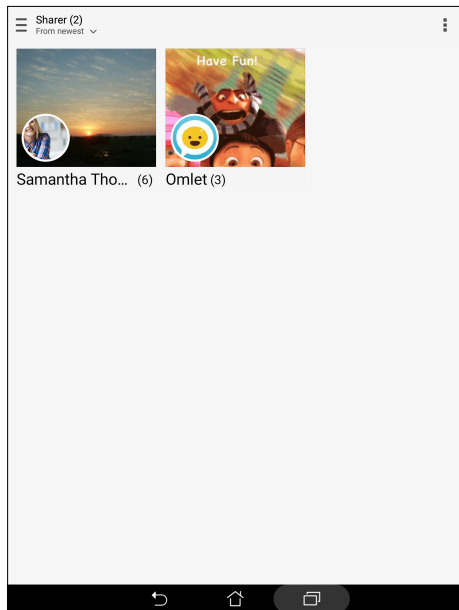 Sharer (2)
From newest
Have Fun!
Samantha Tho... (6)
Omlet (3)